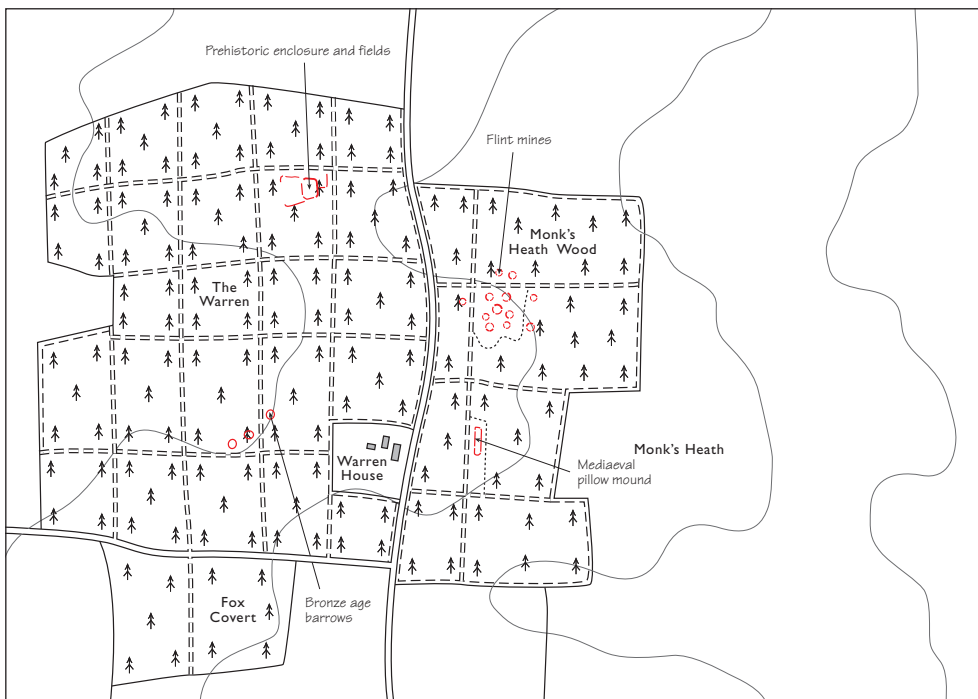 Prehistoric enclosure and fields
Flint mines
Monk's
Heath Wood
The
Warren
Warren
House
Monk's Heath
Mediaeval
pillow mound
Fox
Covert
Bronze age
barrows